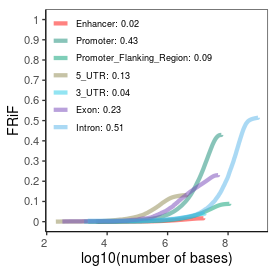 Enhancer: 0.02
Promoter: 0.43
Promoter_Flanking_Region: 0.09
5_UTR: 0.13
3_UTR: 0.04
Exon: 0.23
Intron: 0.51
FRiF
1
0.9
0.8
0.7
0.6
0.5
0.4
0.3
0.2
0.1
0
2
4
6
8
log10(number of bases)